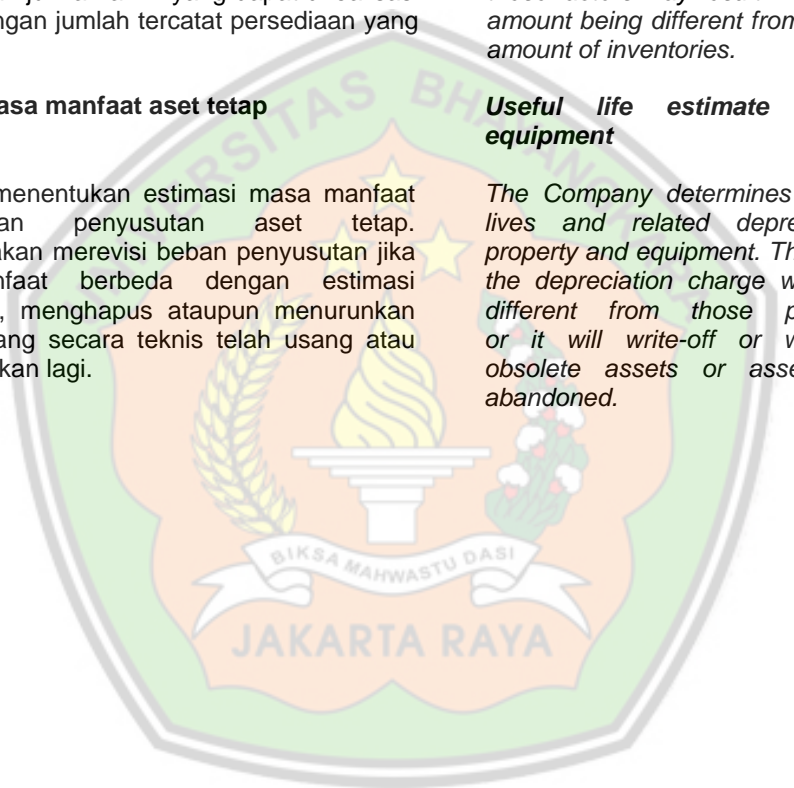 ngan jumlah tercatat persediaan yang
asa manfaat aset tetap
menentukan estimasi masa manfaat
an penyusutan aset tetap.
akan merevisi beban penyusutan jika
nfaat berbeda dengan estimasi
, menghapus ataupun menurunkan
ang secara teknis telah usang atau
kan lagi.
amount being different from
amount of inventories.
Useful life estimate
equipment
The Company determines
lives and related depre
property and equipment. Th
the depreciation charge w
different from those p
or it will write-off or w
obsolete assets or asse
abandoned.
UNIVERSITAS BHAYANGKARA
BIKSA MAHWASTU DASI
JAKARTA RAYA